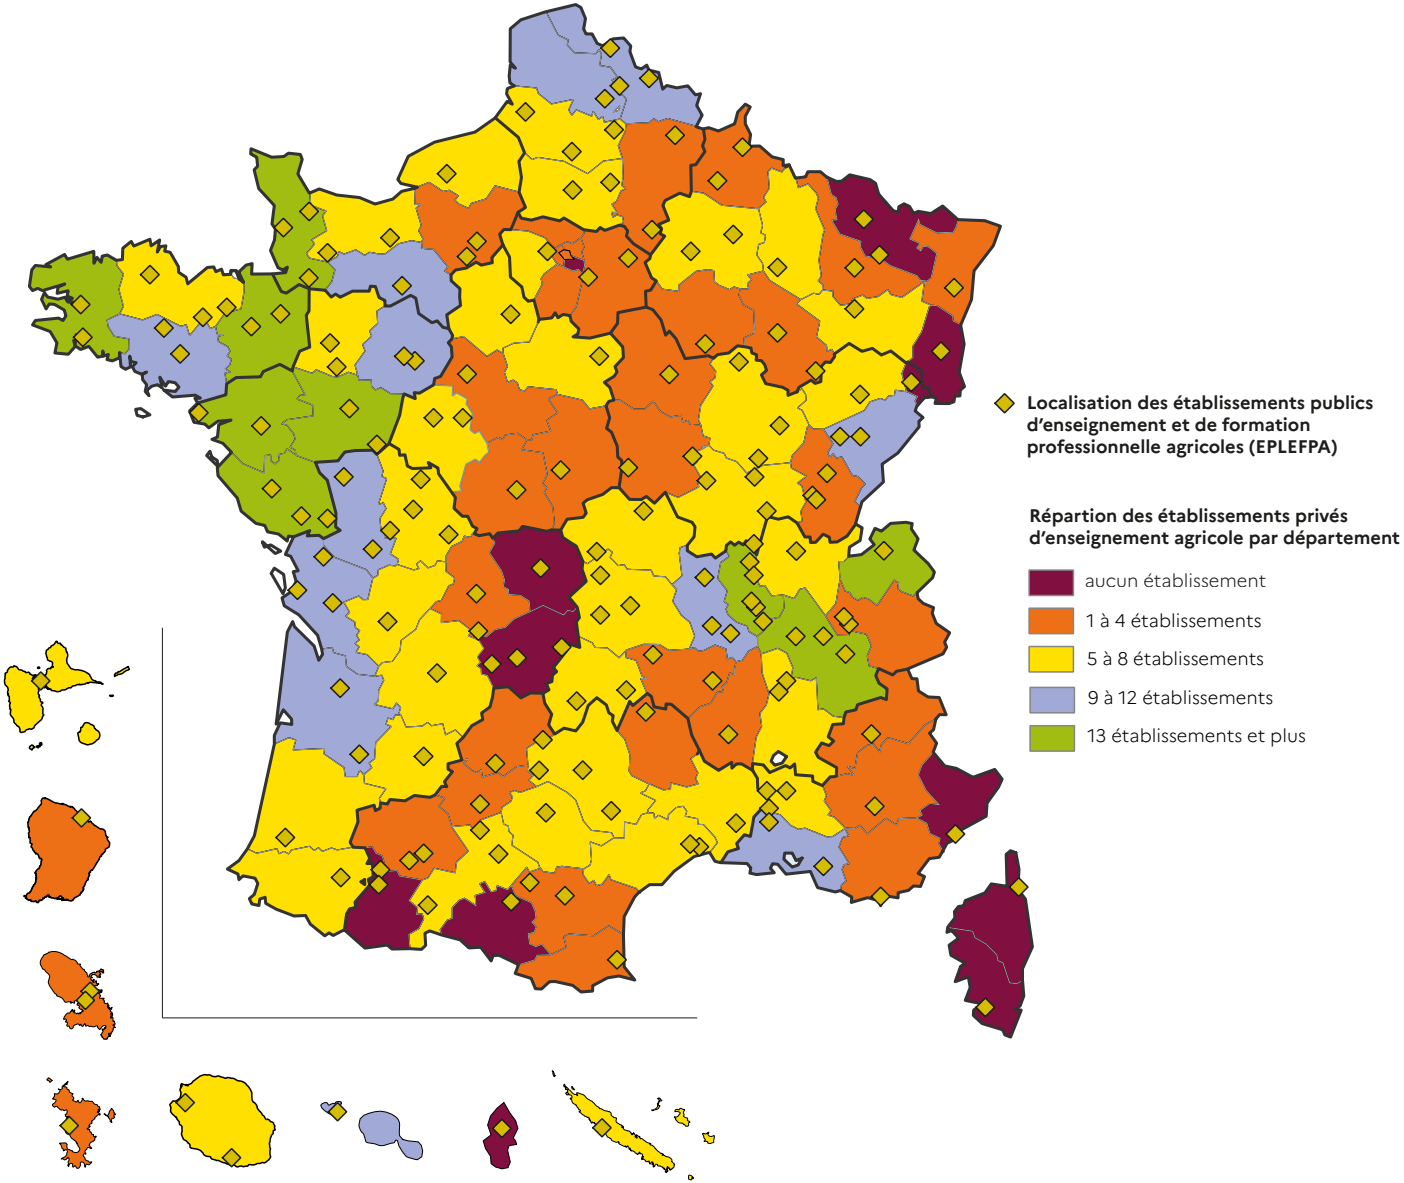 Localisation des établissements publics
d’enseignement et de formation
professionnelle agricoles (EPLEFPA)
Répartion des établissements privés
d’enseignement agricole par département
aucun établissement
1 à 4 établissements
5 à 8 établissements
9 à 12 établissements
13 établissements et plus